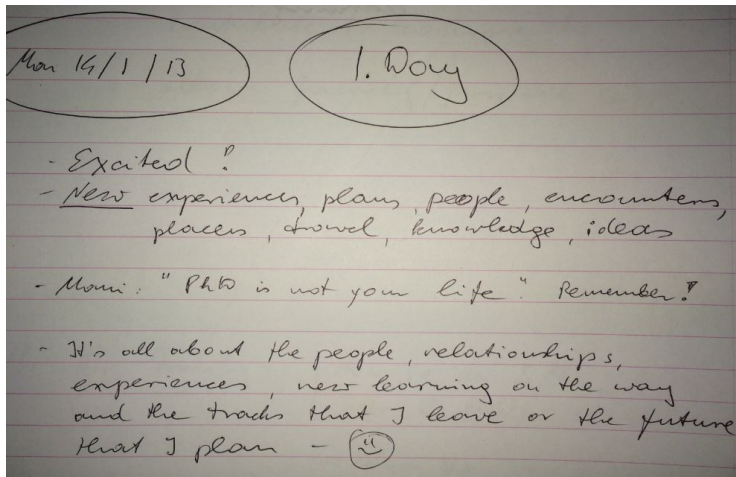 Mon 14/1/13
1. Day
- Excited!
- New experiences, plans, people, encounters,
places, travel, knowledge, ideas
- Mami: "PhD is not your life". Remember!
- It's all about the people, relationships,
experiences, new learning on the way
and the tracks that I leave or the future
that I plan - ☺